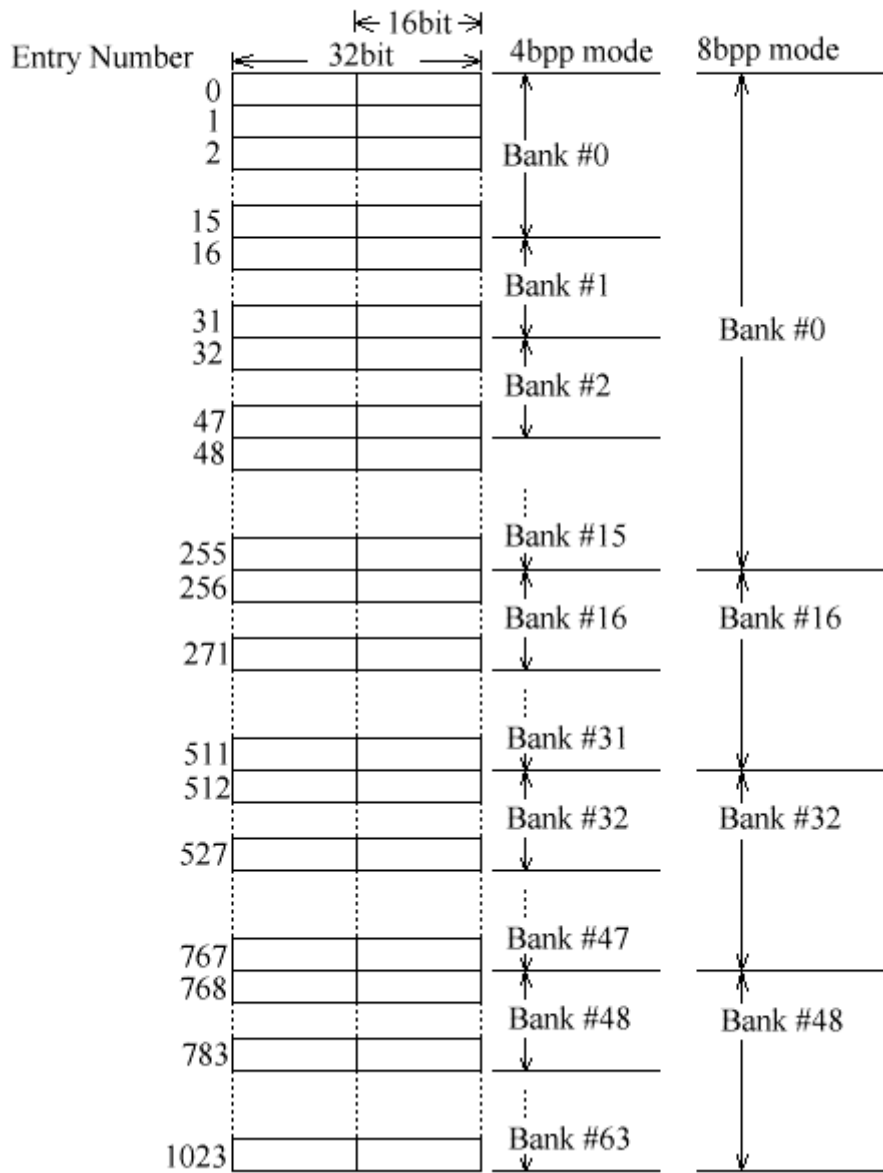 16bit
Entry Number 32bit 4bpp mode 8bpp mode
0
1
2 Bank #0
15
16
Bank #1
31
32 Bank #0
Bank #2
47
48
255 Bank #15
256
Bank #16 Bank #16
271
511 Bank #31
512
Bank #32 Bank #32
527
767 Bank #47
768
Bank #48 Bank #48
783
1023 Bank #63